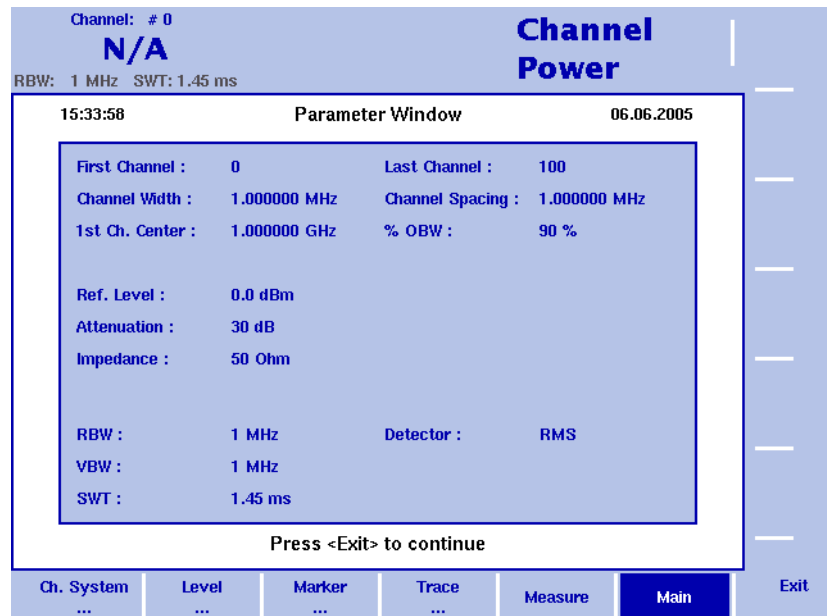 Channel: # 0
N/A
RBW: 1 MHz SWT: 1.45 ms
Channel
Power
15:33:58 Parameter Window 06.06.2005
First Channel : 0 Last Channel : 100
Channel Width : 1.000000 MHz Channel Spacing : 1.000000 MHz
1st Ch. Center : 1.000000 GHz % OBW : 90 %
Ref. Level : 0.0 dBm
Attenuation : 30 dB
Impedance : 50 Ohm
RBW : 1 MHz Detector : RMS
VBW : 1 MHz
SWT : 1.45 ms
Press <Exit> to continue
Ch. System ... Level ... Marker ... Trace ... Measure Main Exit